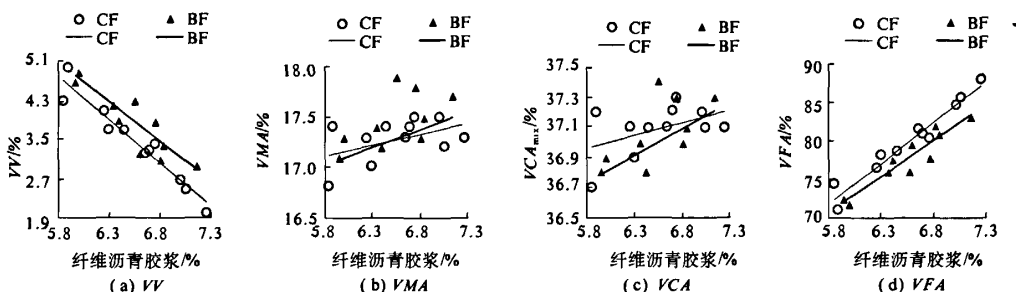 CF BF
CF BF
VV/%
5.1
4.3
3.5
2.7
1.9
5.8 6.3 6.8 7.3
纤维沥青胶浆/%
(a) VV
CF BF
CF BF
VMA/%
18.0
17.5
17.0
16.5
5.8 6.3 6.8 7.3
纤维沥青胶浆/%
(b) VMA
CF BF
CF BF
VCAmix/%
37.5
37.3
37.1
36.9
36.7
36.5
5.8 6.3 6.8 7.3
纤维沥青胶浆/%
(c) VCA
CF BF
CF BF
VFA/%
90
85
80
75
70
5.8 6.3 6.8 7.3
纤维沥青胶浆/%
(d) VFA